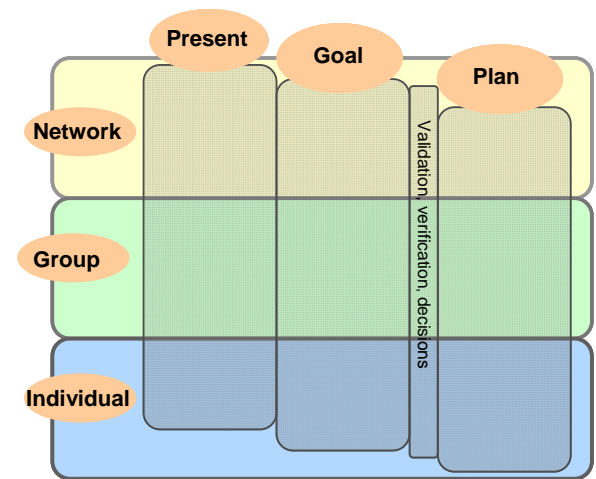 Present
Goal
Plan
Network
Validation, verification, decisions
Group
Individual